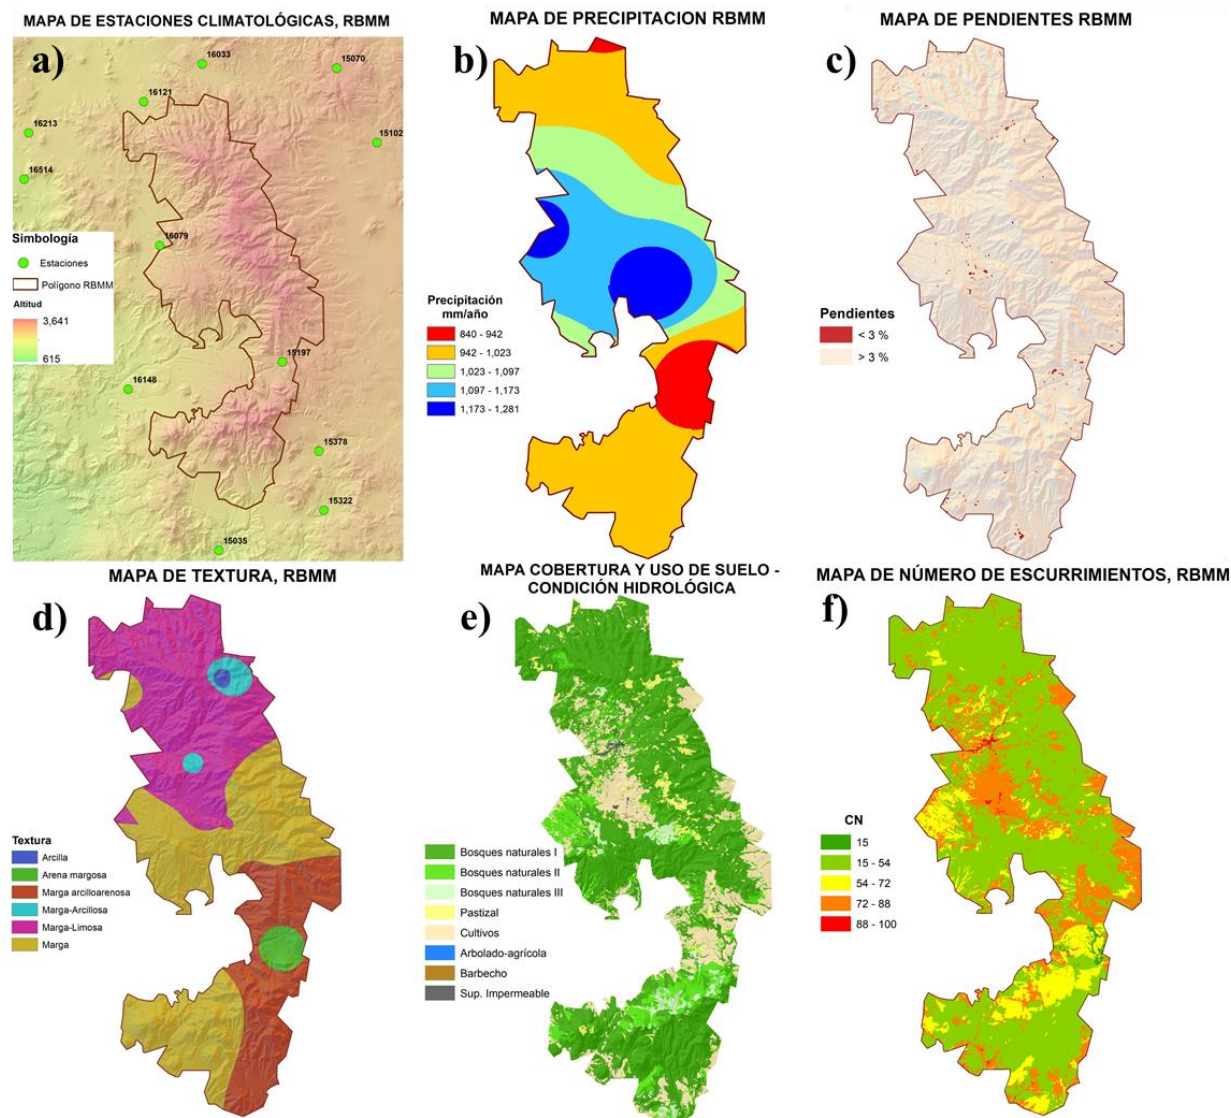 MAPA DE ESTACIONES CLIMATOLÓGICAS, RBMM
a)
16033
15070
16121
15102
16213
16514
16079
Simbología
Estaciones
Polígono RBMM
Altitud
3,641
615
15197
16148
15378
15322
15035
MAPA DE PRECIPITACION RBMM
b)
Precipitación
mm/año
840 - 942
942 - 1,023
1,023 - 1,097
1,097 - 1,173
1,173 - 1,281
MAPA DE PENDIENTES RBMM
c)
Pendientes
< 3 %
> 3 %
MAPA DE TEXTURA, RBMM
d)
Textura
Arcilla
Arena margosa
Marga arcilloarenosa
Marga-Arcillosa
Marga-Limosa
Marga
MAPA COBERTURA Y USO DE SUELO -
CONDICIÓN HIDROLÓGICA
e)
Bosques naturales I
Bosques naturales II
Bosques naturales III
Pastizal
Cultivos
Arbolado-agrícola
Barbecho
Sup. Impermeable
MAPA DE NÚMERO DE ESCURRIMIENTOS, RBMM
f)
CN
15
15 - 54
54 - 72
72 - 88
88 - 100